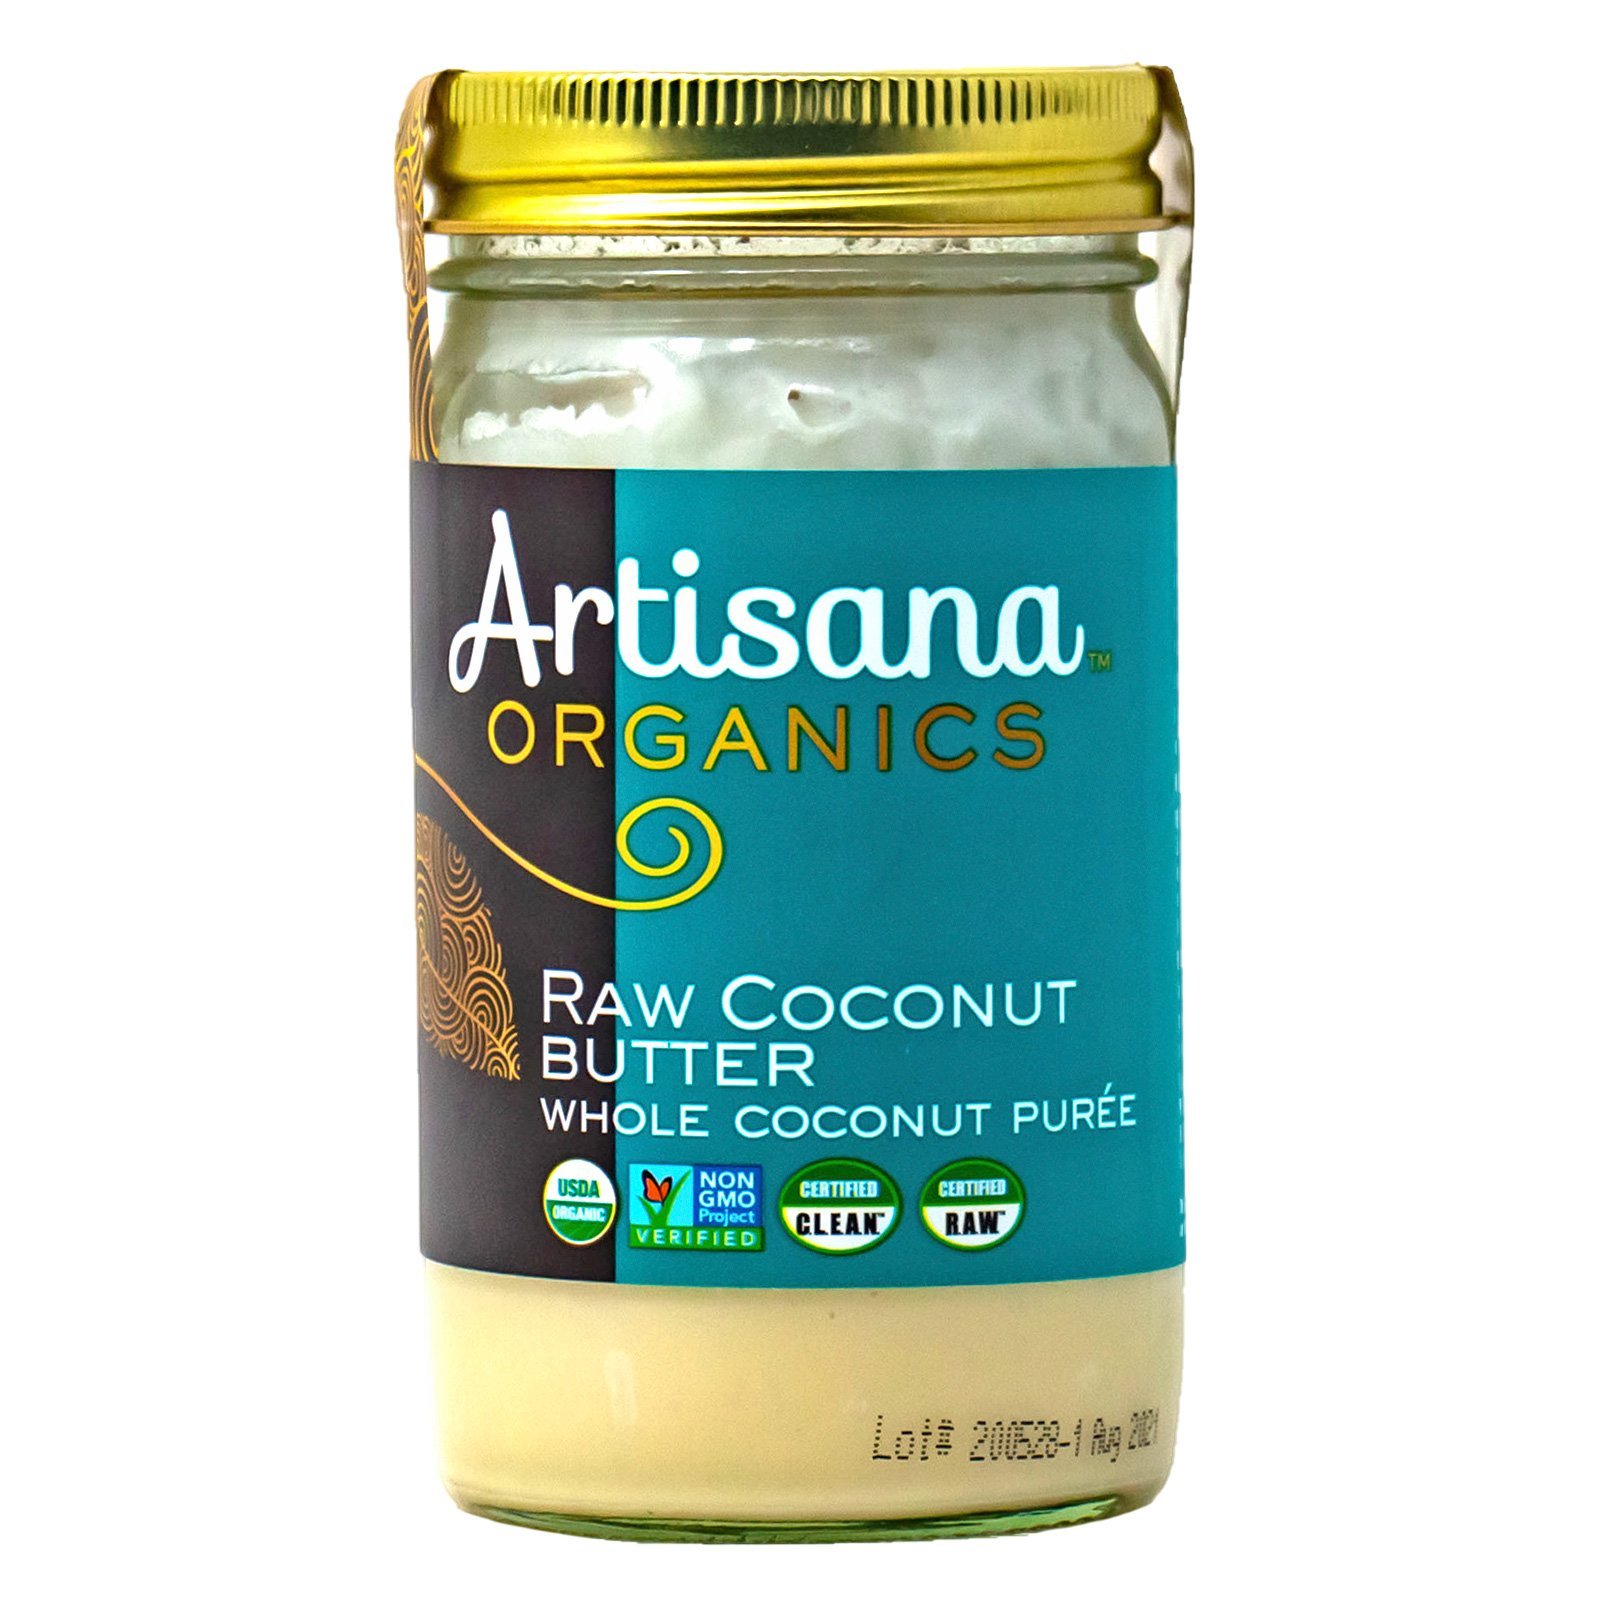 Artisana™
ORGANICS
RAW COCONUT
BUTTER
WHOLE COCONUT PURÉE
USDA
ORGANIC
NON
GMO
Project
VERIFIED
CERTIFIED
C.L.E.A.N.™
CERTIFIED
R.A.W.™
Lot# 200528-1 Aug 2021